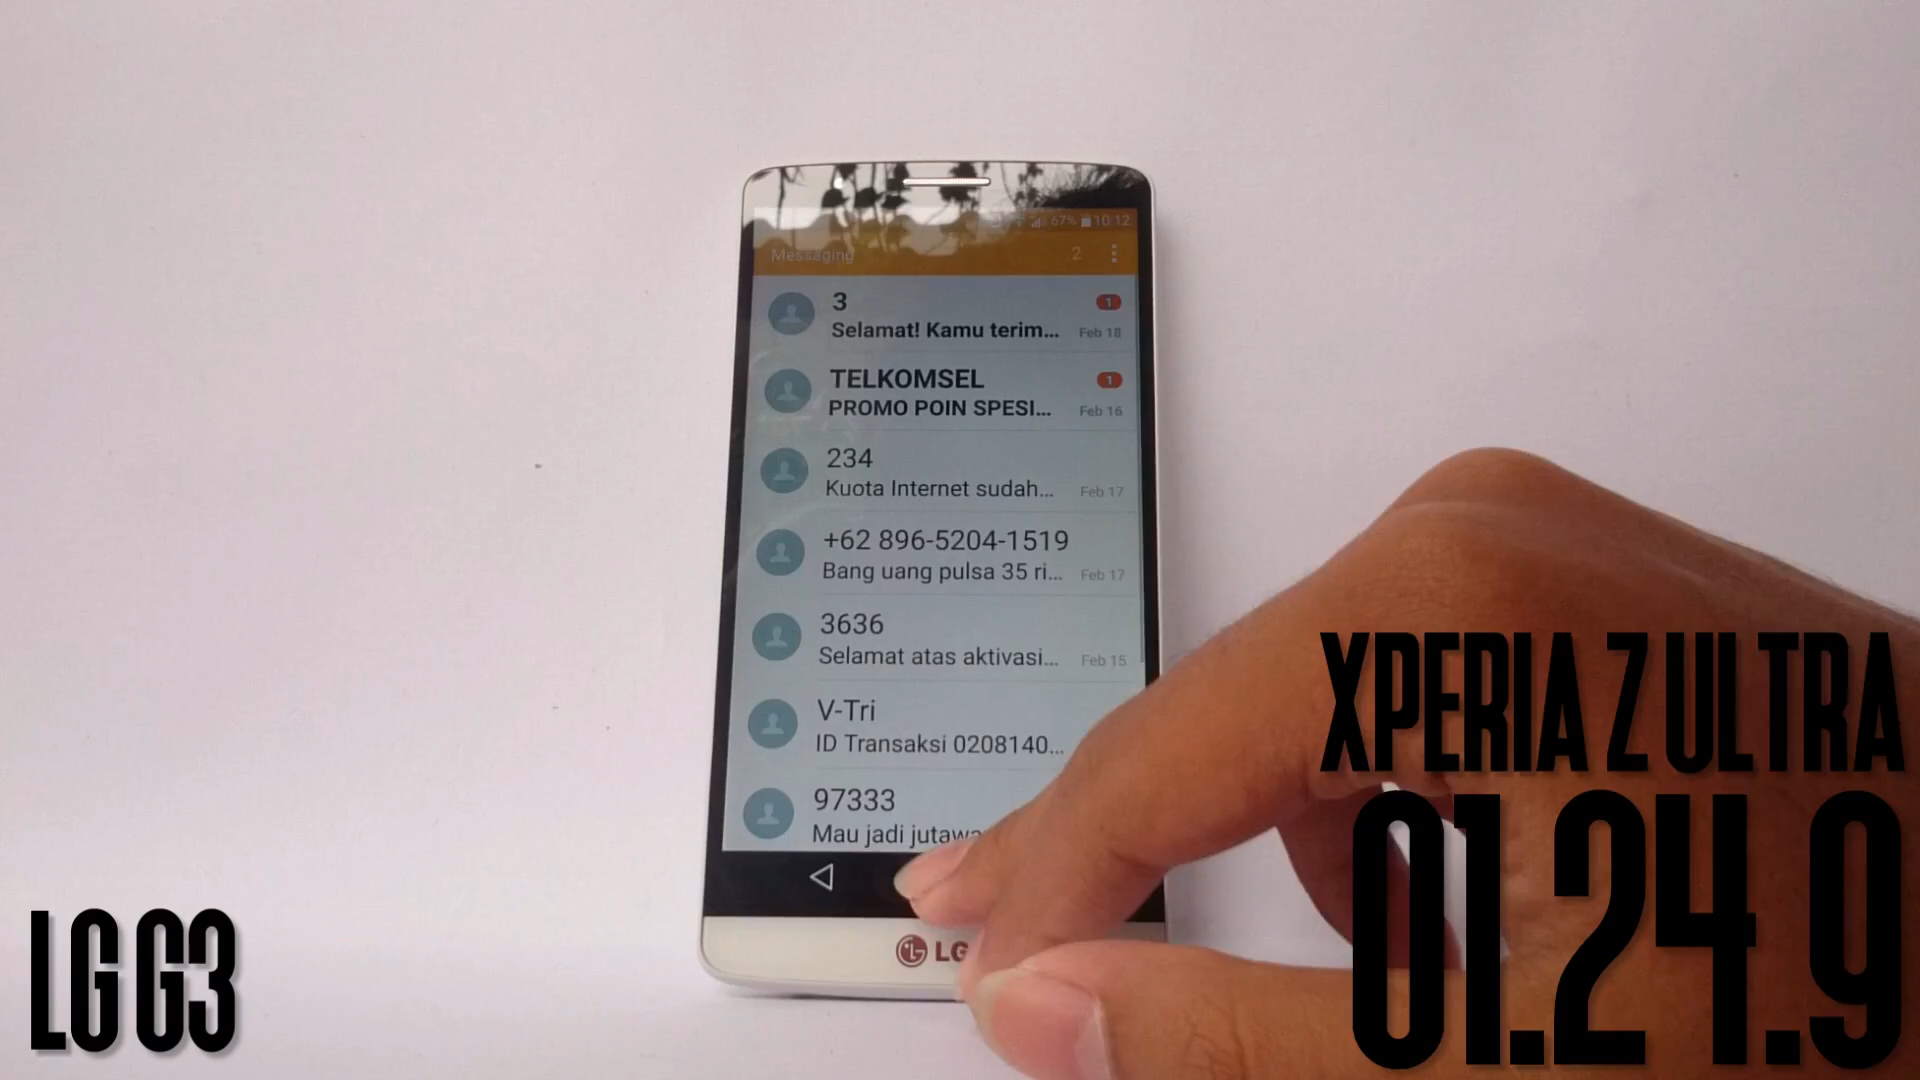 67% 10:12
Messaging 2
3 1
Selamat! Kamu terim... Feb 18
TELKOMSEL 1
PROMO POIN SPESI... Feb 16
234
Kuota Internet sudah... Feb 17
+62 896-5204-1519
Bang uang pulsa 35 ri... Feb 17
3636
Selamat atas aktivasi... Feb 15
V-Tri
ID Transaksi 0208140...
97333
Mau jadi jutawa
LG
LG G3
XPERIA Z ULTRA
01.24.9